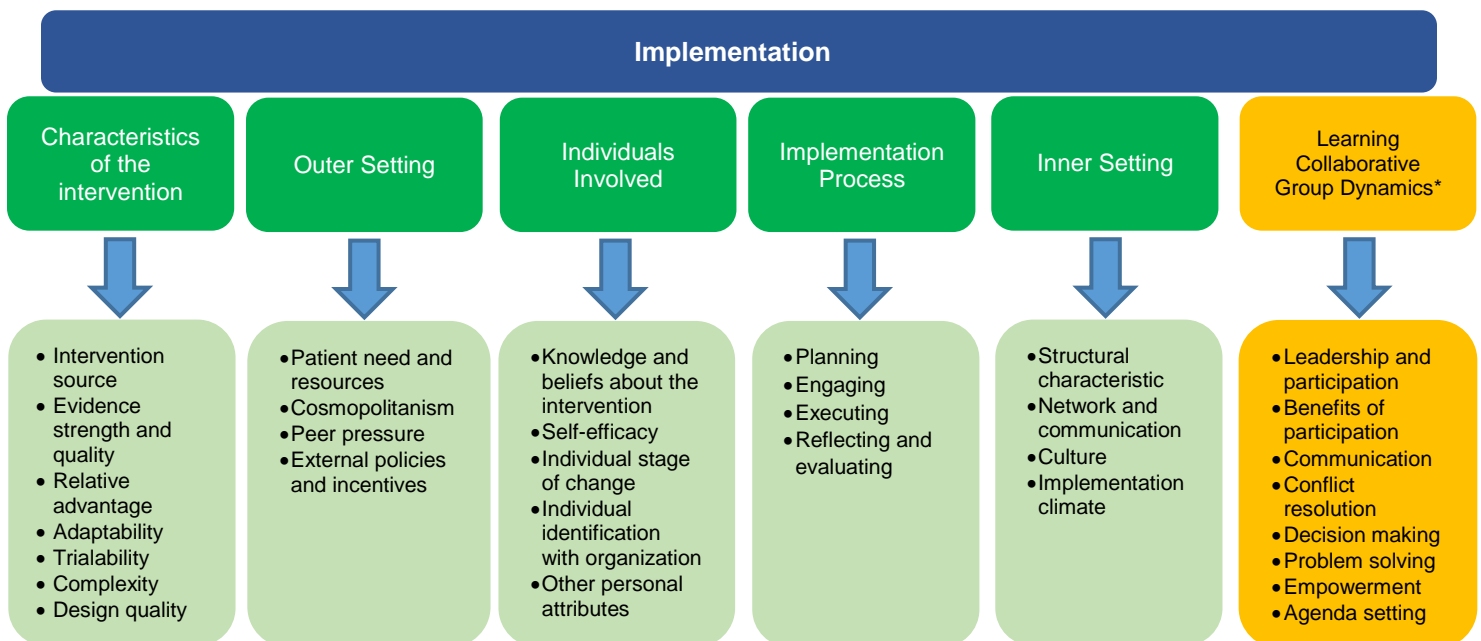 Implementation
Characteristics
of the
intervention
Outer Setting
Individuals
Involved
Implementation
Process
Inner Setting
Learning
Collaborative
Group Dynamics*
• Intervention
source
• Evidence
strength and
quality
• Relative
advantage
• Adaptability
• Trialability
• Complexity
• Design quality
•Patient need and
resources
•Cosmopolitanism
•Peer pressure
•External policies
and incentives
•Knowledge and
beliefs about the
intervention
•Self-efficacy
•Individual stage
of change
•Individual
identification
with organization
•Other personal
attributes
•Planning
•Engaging
•Executing
•Reflecting and
evaluating
•Structural
characteristic
•Network and
communication
•Culture
•Implementation
climate
•Leadership and
participation
•Benefits of
participation
•Communication
•Conflict
resolution
•Decision making
•Problem solving
•Empowerment
•Agenda setting